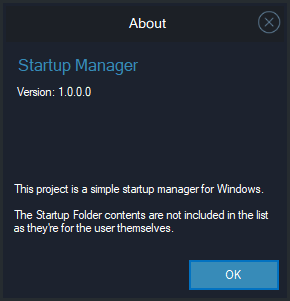 About
Startup Manager
Version: 1.0.0.0
This project is a simple startup manager for Windows.
The Startup Folder contents are not included in the list
as they're for the user themselves.
OK